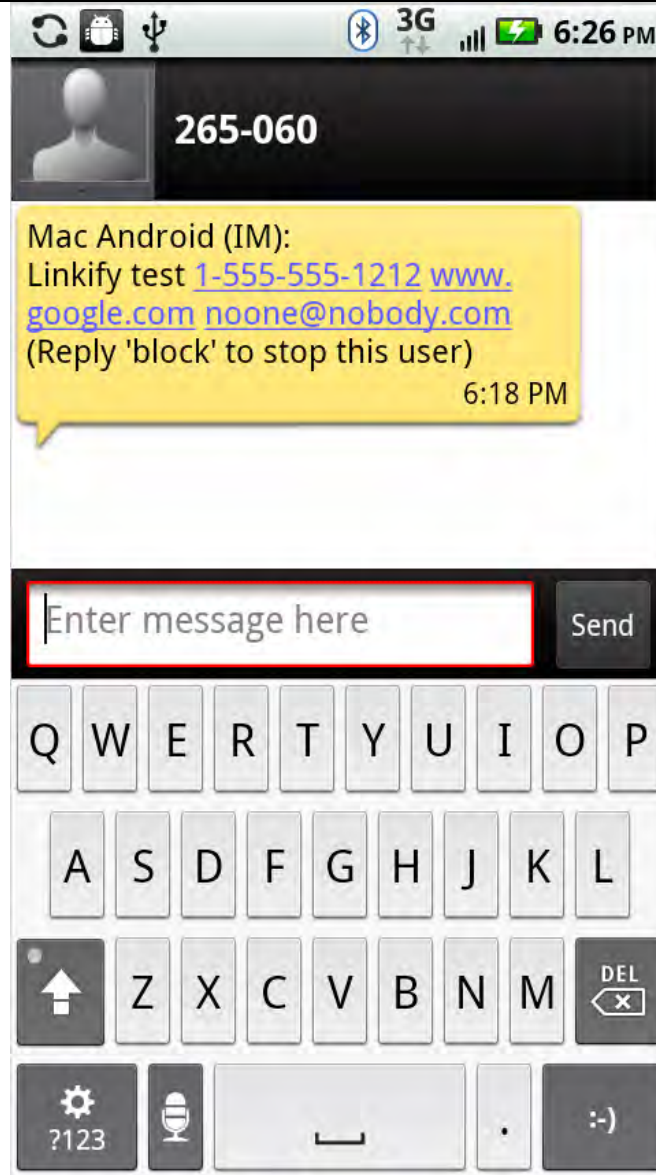 3G 6:26 PM
265-060
Mac Android (IM):
Linkify test 1-555-555-1212 www.
google.com noone@nobody.com
(Reply 'block' to stop this user)
6:18 PM
Enter message here Send
Q W E R T Y U I O P
A S D F G H J K L
Z X C V B N M DEL
?123 . :-)